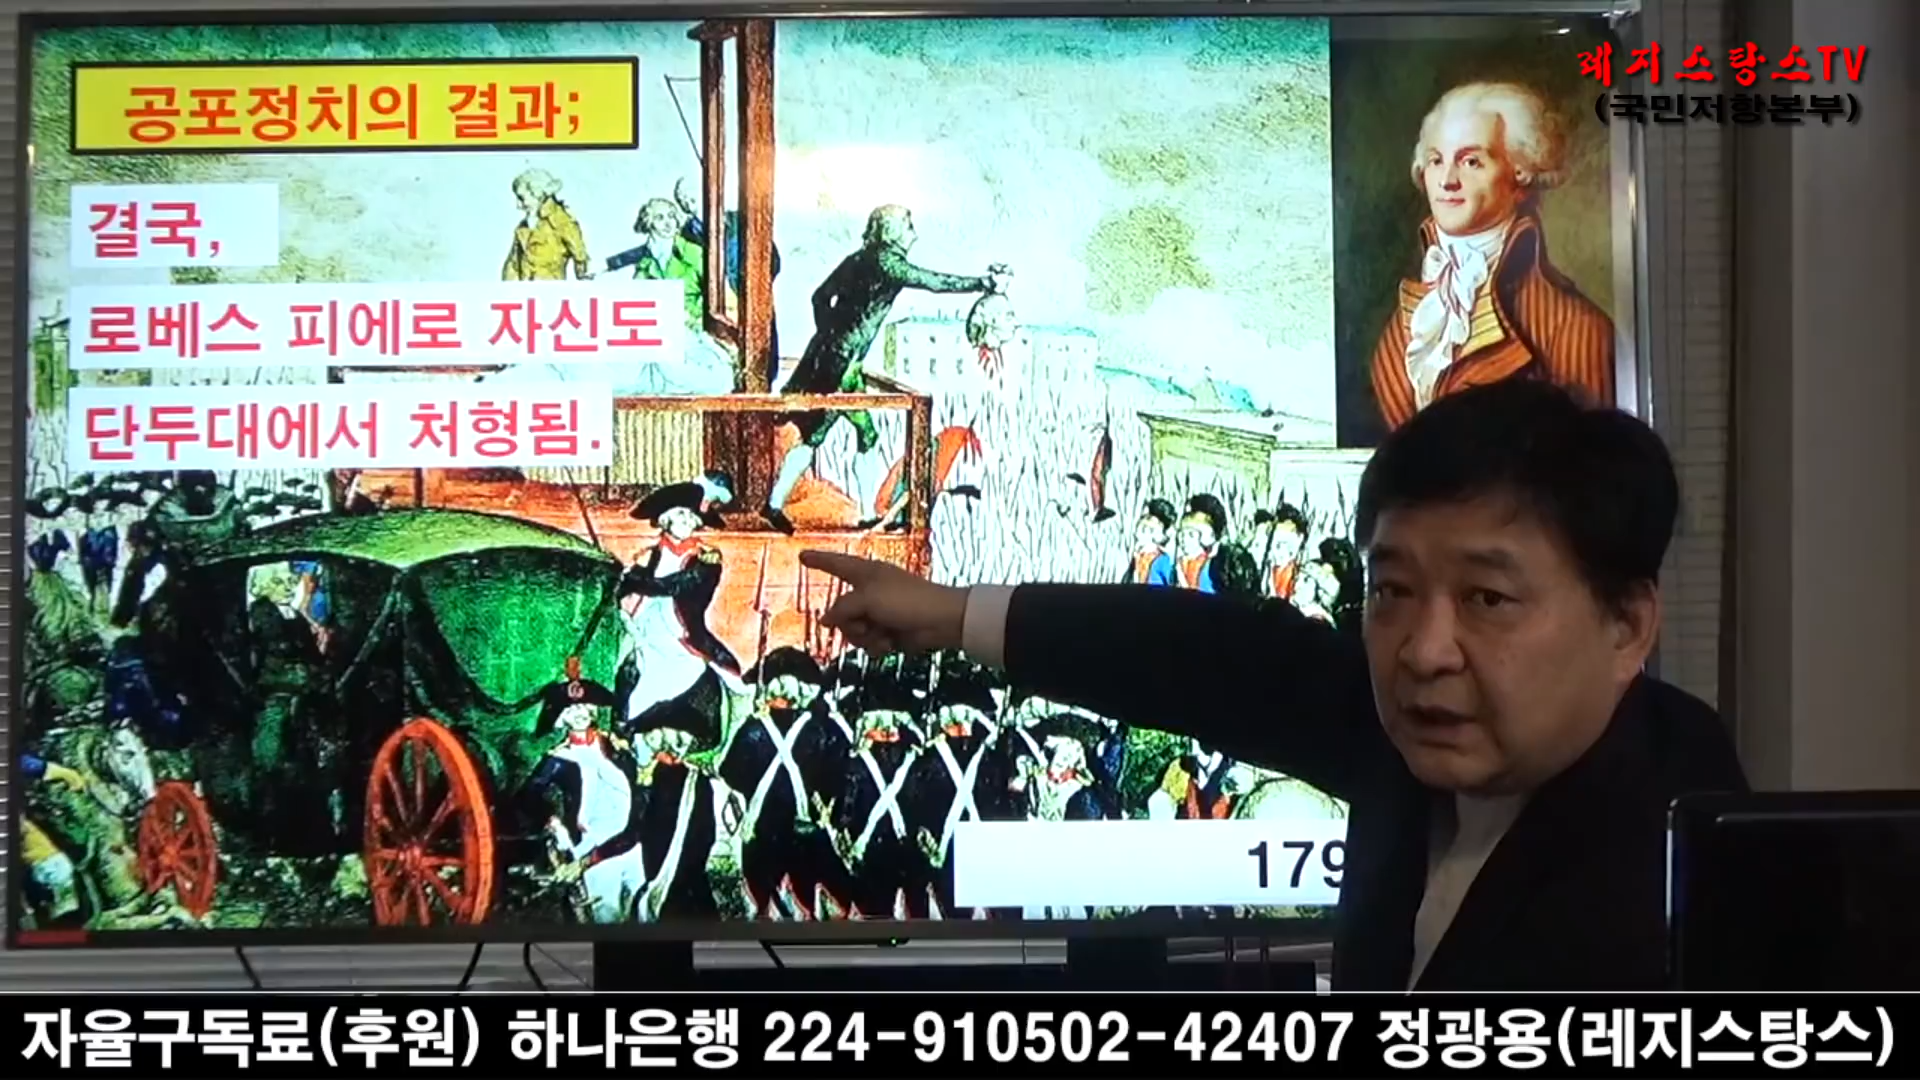 레지스탕스TV
(국민저항본부)
공포정치의 결과;
결국,
로베스 피에로 자신도
단두대에서 처형됨.
179
자율구독료(후원) 하나은행 224-910502-42407 정광용(레지스탕스)